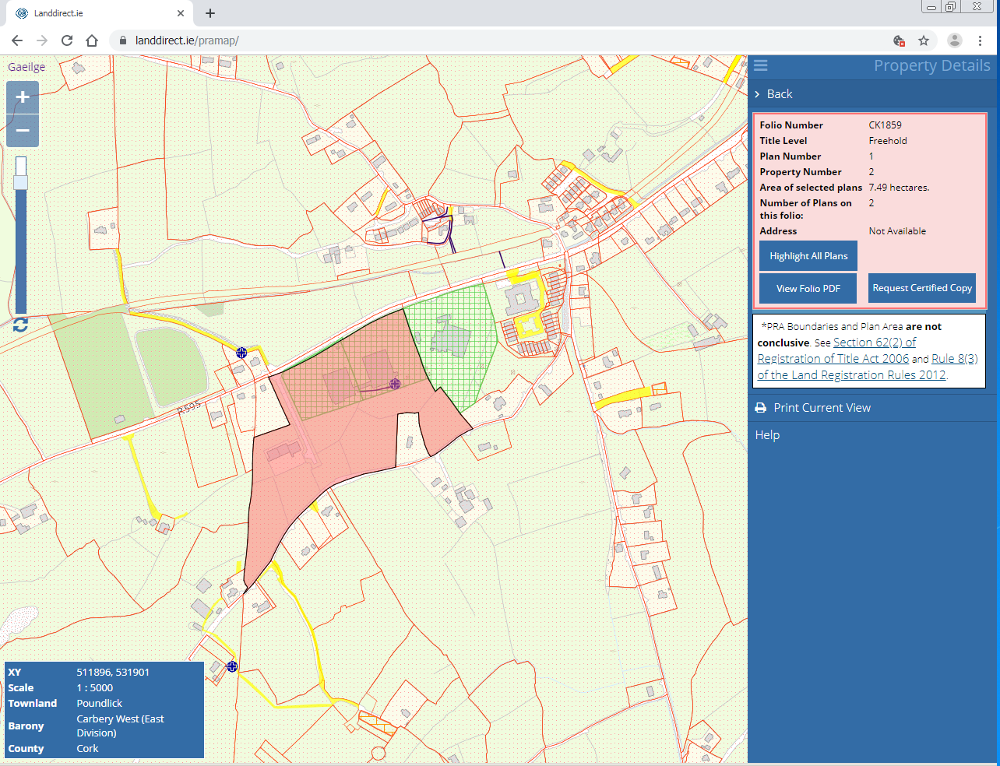 Landdirect.ie
landdirect.ie/pramap/
Gaeilge
+
−
R595
XY 511896, 531901
Scale 1 : 5000
Townland Poundlick
Barony Carbery West (East
Division)
County Cork
Property Details
Back
Folio Number CK1859
Title Level Freehold
Plan Number 1
Property Number 2
Area of selected plans 7.49 hectares.
Number of Plans on 2
this folio:
Address Not Available
Highlight All Plans
View Folio PDF Request Certified Copy
*PRA Boundaries and Plan Area are not
conclusive. See Section 62(2) of
Registration of Title Act 2006 and Rule 8(3)
of the Land Registration Rules 2012.
Print Current View
Help